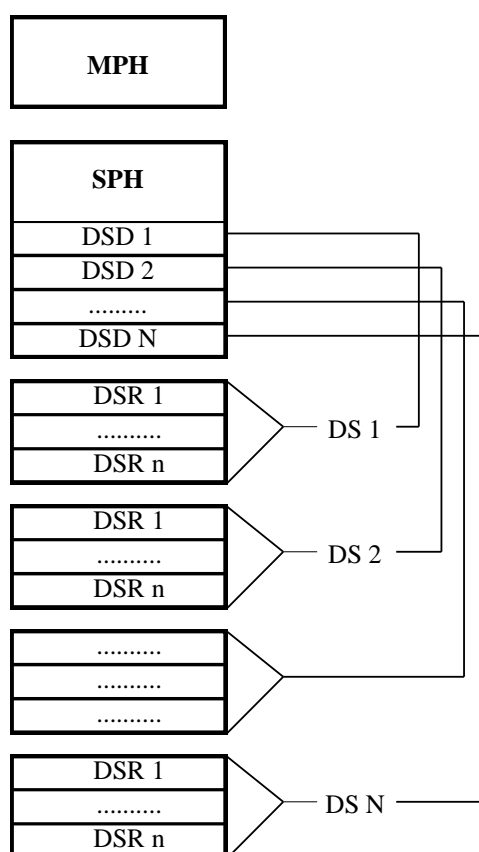 MPH
SPH
DSD 1
DSD 2
.........
DSD N
DSR 1
..........
DSR n
DS 1
DSR 1
..........
DSR n
DS 2
..........
..........
..........
DSR 1
..........
DSR n
DS N